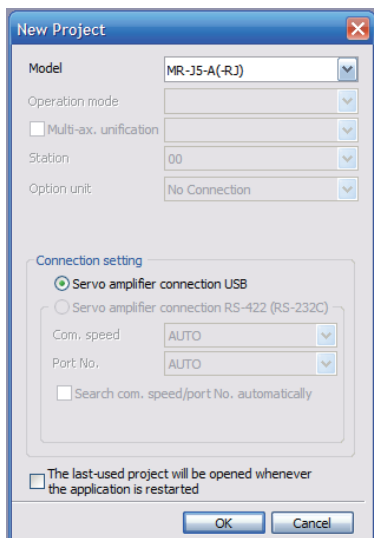 New Project
Model MR-J5-A(-RJ)
Operation mode
Multi-ax. unification
Station 00
Option unit No Connection
Connection setting
Servo amplifier connection USB
Servo amplifier connection RS-422 (RS-232C)
Com. speed AUTO
Port No. AUTO
Search com. speed/port No. automatically
The last-used project will be opened whenever
the application is restarted
OK Cancel